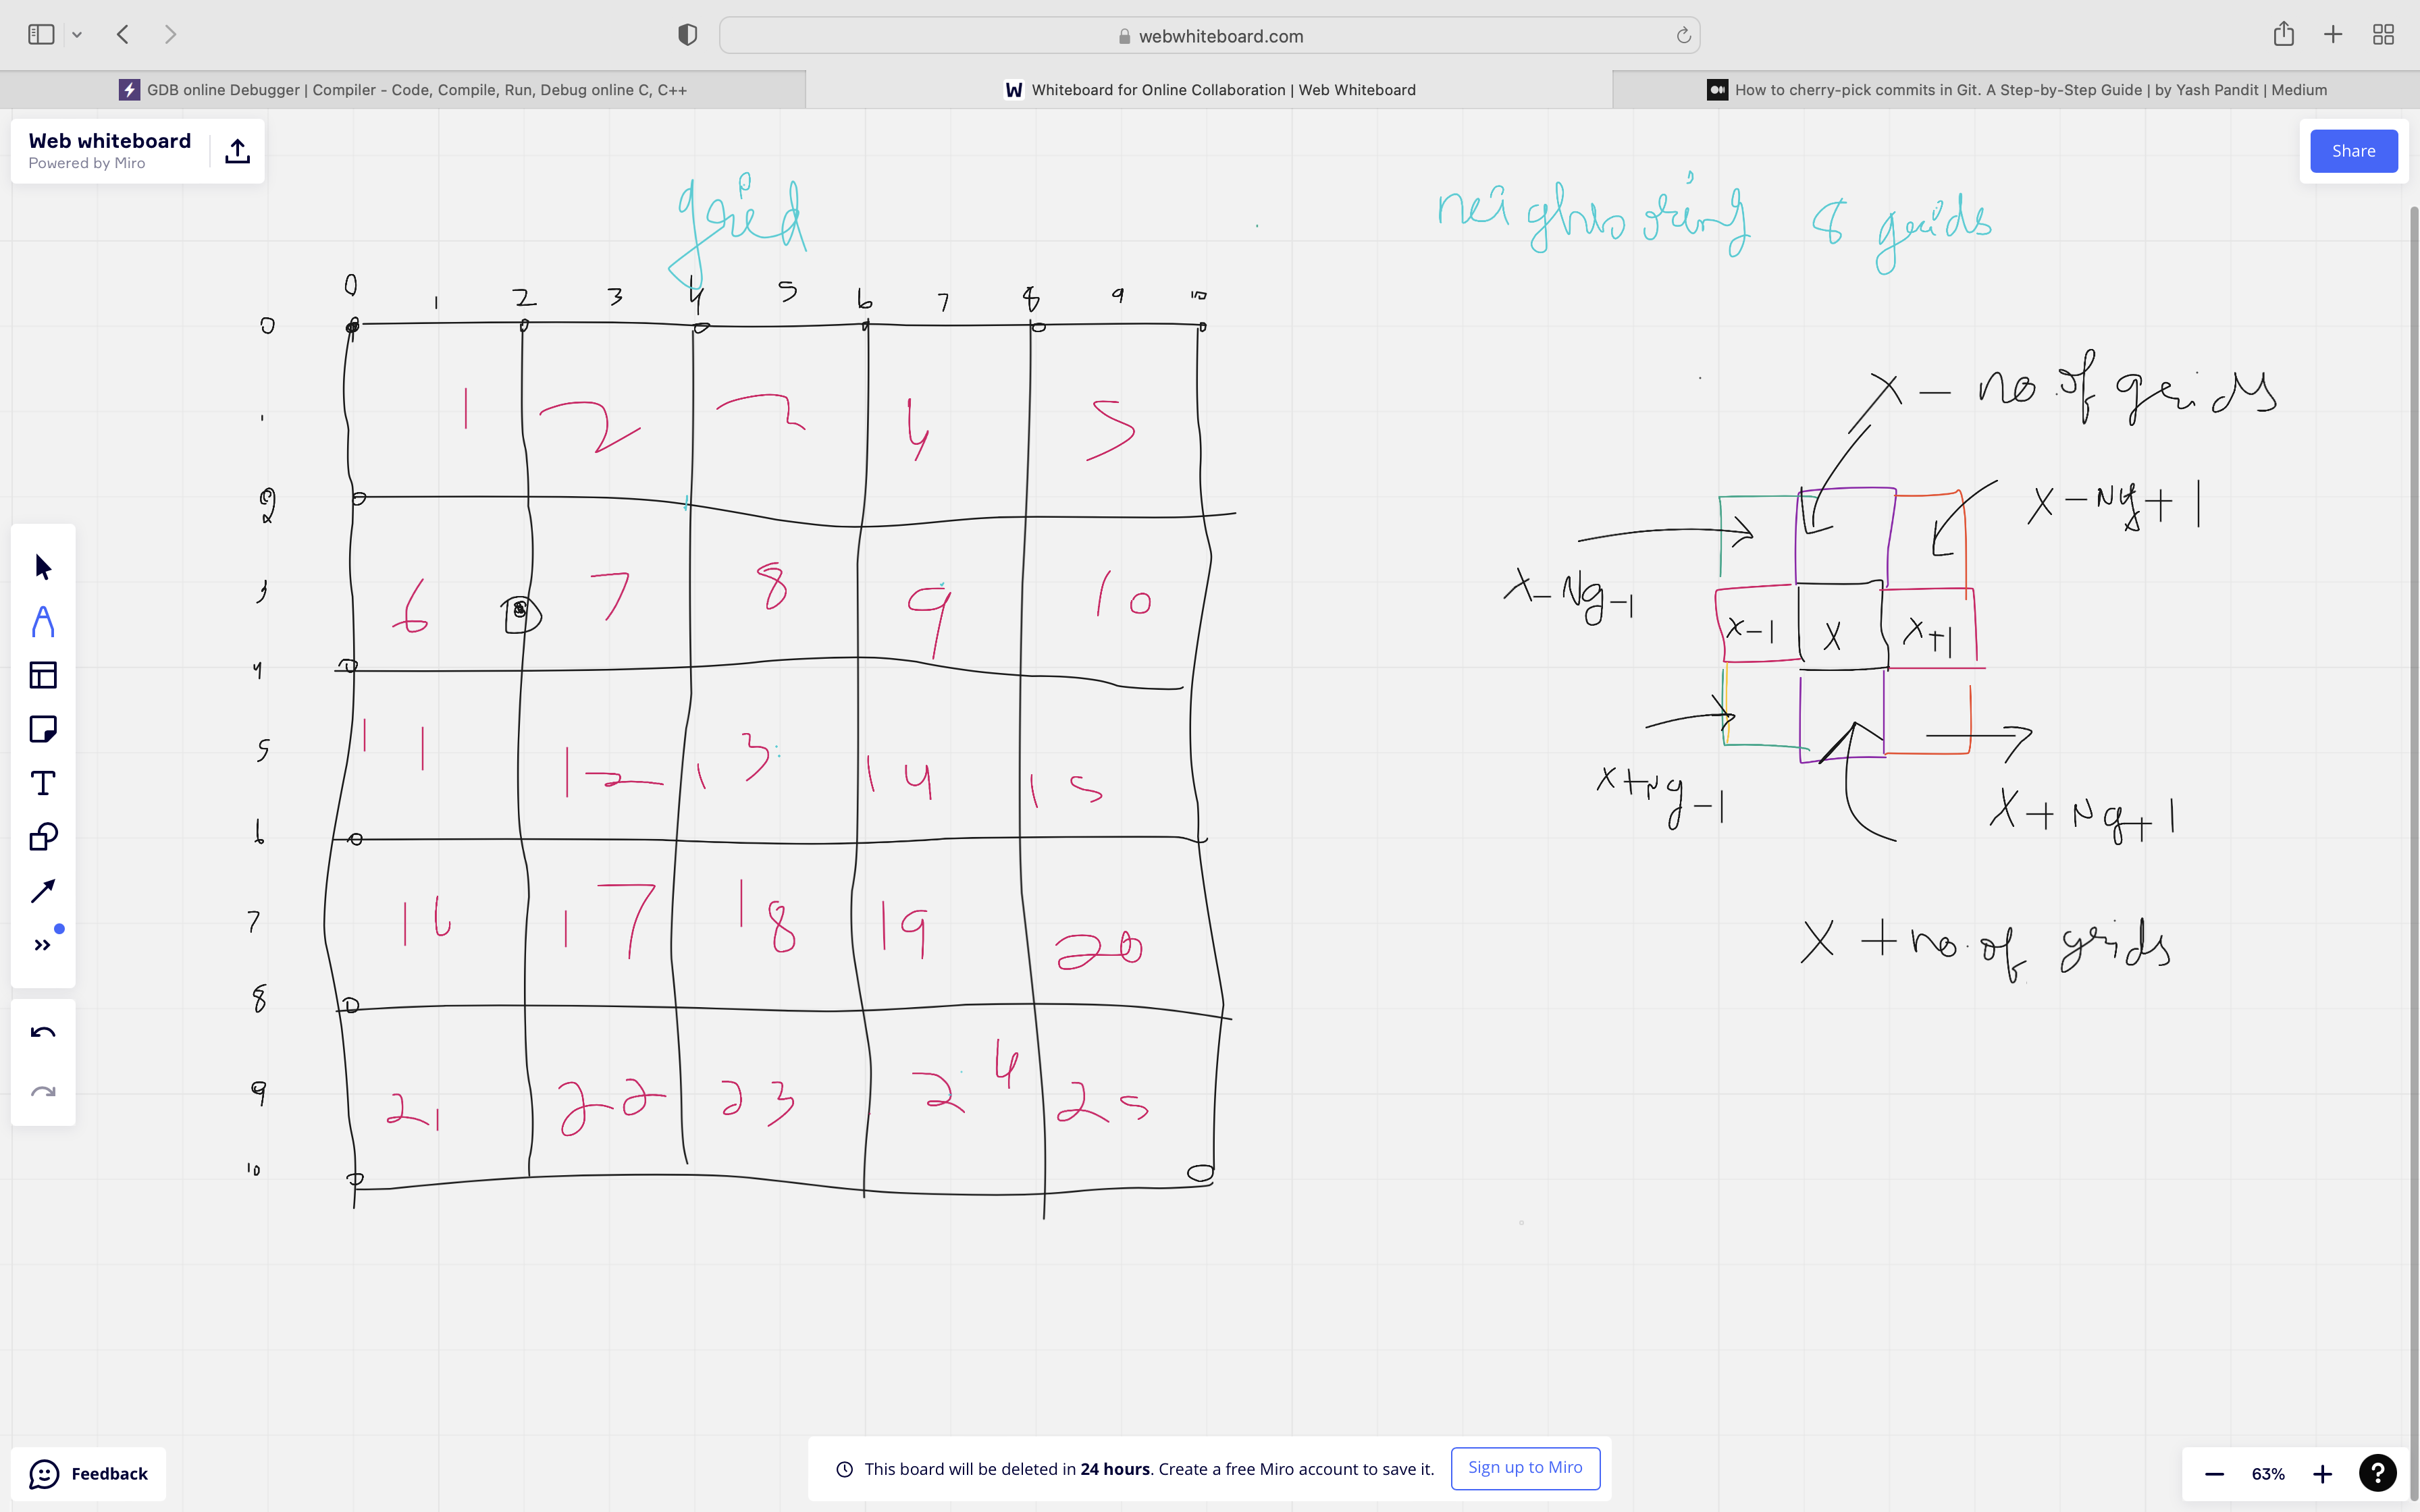 webwhiteboard.com
GDB online Debugger | Compiler - Code, Compile, Run, Debug online C, C++
W Whiteboard for Online Collaboration | Web Whiteboard
How to cherry-pick commits in Git. A Step-by-Step Guide | by Yash Pandit | Medium
Web whiteboard
Powered by Miro
Share
grid
neighboring 8 grids
0 1 2 3 4 5 6 7 8 9 10
0
1
2
3
4
5
6
7
8
9
10
1 2 3 4 5
6 7 8 9 10
11 12 13 14 15
16 17 18 19 20
21 22 23 24 25
X - no. of grids
X - Ng + 1
X - Ng - 1
X - 1 X X + 1
X + Ng - 1
X + Ng + 1
X + no. of grids
T
Feedback
This board will be deleted in 24 hours. Create a free Miro account to save it.
Sign up to Miro
63%
?